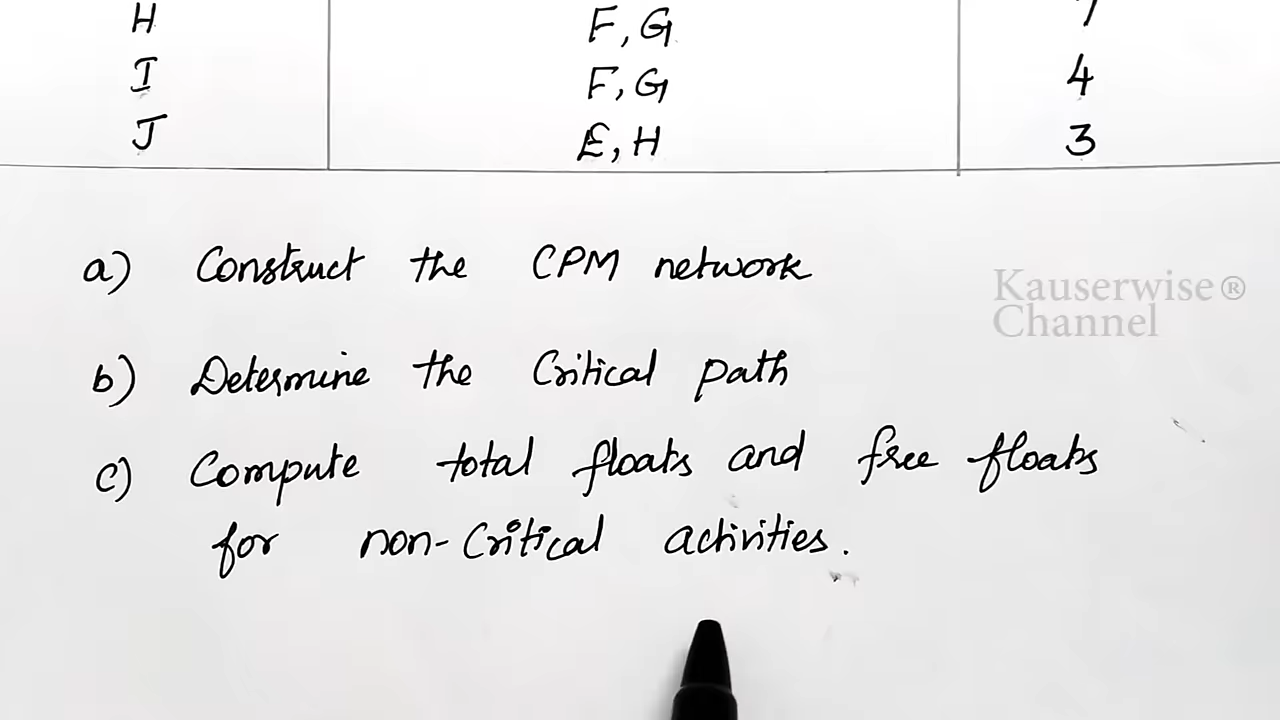 H F, G 7
I F, G 4
J E, H 3
a) Construct the CPM network
Kauserwise®
Channel
b) Determine the Critical path
c) Compute total floats and free floats
for non-Critical activities.